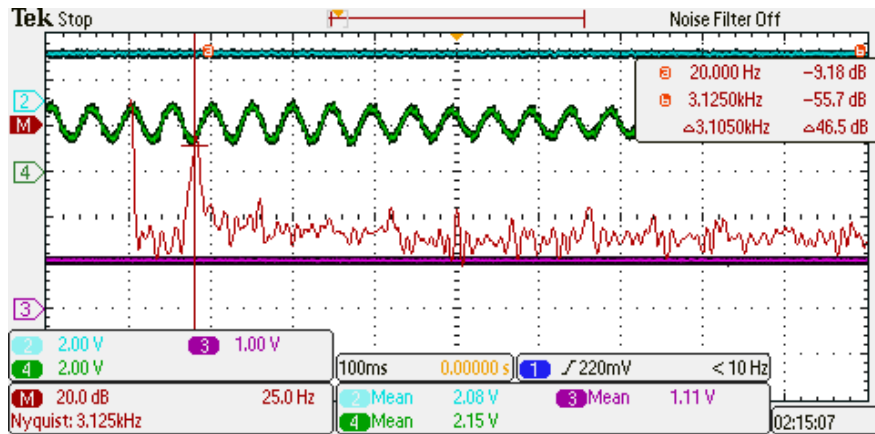 Tek Stop
Noise Filter Off
a 20.000 Hz −9.18 dB
b 3.1250kHz −55.7 dB
△3.1050kHz △46.5 dB
a
b
2
M
4
3
2 2.00 V 3 1.00 V
4 2.00 V
100ms 0.00000 s
1 220mV < 10 Hz
M 20.0 dB 25.0 Hz
Nyquist: 3.125kHz
2 Mean 2.08 V 3 Mean 1.11 V
4 Mean 2.15 V
02:15:07